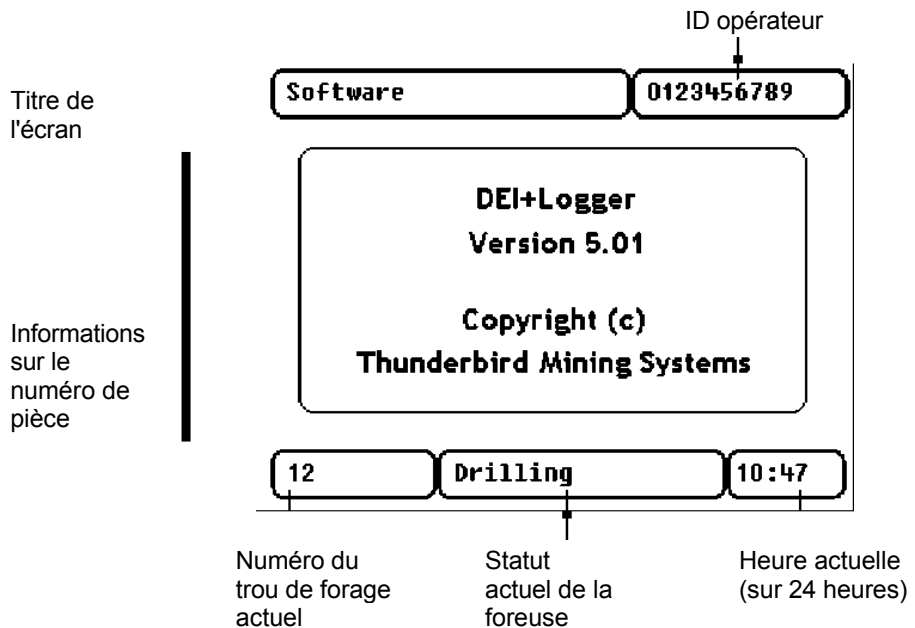 ID opérateur
Titre de
l'écran
Software
0123456789
DEI+Logger
Version 5.01
Copyright (c)
Thunderbird Mining Systems
Informations
sur le
numéro de
pièce
12
Drilling
10:47
Numéro du
trou de forage
actuel
Statut
actuel de la
foreuse
Heure actuelle
(sur 24 heures)